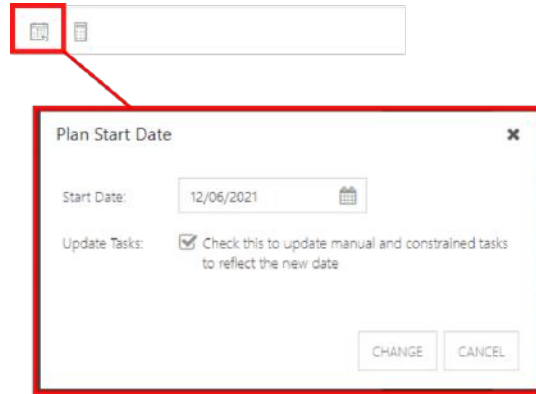 Plan Start Date
Start Date:
12/06/2021
Update Tasks:
Check this to update manual and constrained tasks
to reflect the new date
CHANGE
CANCEL